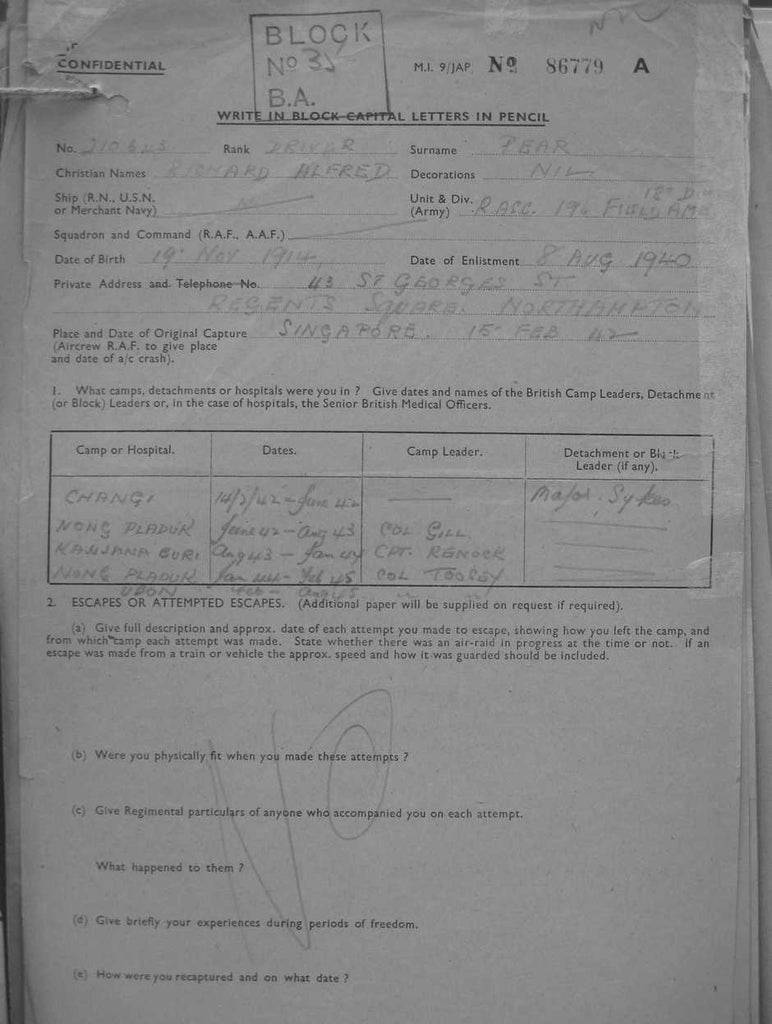 BLOCK
No 35
B.A.
CONFIDENTIAL
M.I. 9/JAP No 86779 A
WRITE IN BLOCK CAPITAL LETTERS IN PENCIL
No. Rank DRIVER Surname PEAR
Christian Names RICHARD ALFRED Decorations NIL
Ship (R.N., U.S.N. or Merchant Navy)
Unit & Div. (Army) R.ASC. 196 FIELD AMB 18th D
Squadron and Command (R.A.F., A.A.F.)
Date of Birth 19th Nov 1914 Date of Enlistment 8 AUG 1940
Private Address and Telephone No. 43 ST GEORGES ST
REGENTS SQUARE. NORTHAMPTON
Place and Date of Original Capture SINGAPORE. 15 FEB 42
(Aircrew R.A.F. to give place
and date of a/c crash).
1. What camps, detachments or hospitals were you in ? Give dates and names of the British Camp Leaders, Detachment
(or Block) Leaders or, in the case of hospitals, the Senior British Medical Officers.
Camp or Hospital. Dates. Camp Leader. Detachment or Block
Leader (if any).
CHANGI 14/2/42 - June 42 — Major. Sykes
NONG PLADUK June 42 - Aug 43 COL GILL.
KANJANA BURI Aug 43 - Jan 44 CPT. RENOCK
NONG PLADUK Jan 44 - Feb 45 COL TOOSEY
UBON Feb - Aug 45
2. ESCAPES OR ATTEMPTED ESCAPES. (Additional paper will be supplied on request if required).
(a) Give full description and approx. date of each attempt you made to escape, showing how you left the camp, and
from which camp each attempt was made. State whether there was an air-raid in progress at the time or not. If an
escape was made from a train or vehicle the approx. speed and how it was guarded should be included.
No
(b) Were you physically fit when you made these attempts ?
(c) Give Regimental particulars of anyone who accompanied you on each attempt.
What happened to them ?
(d) Give briefly your experiences during periods of freedom.
(e) How were you recaptured and on what date ?